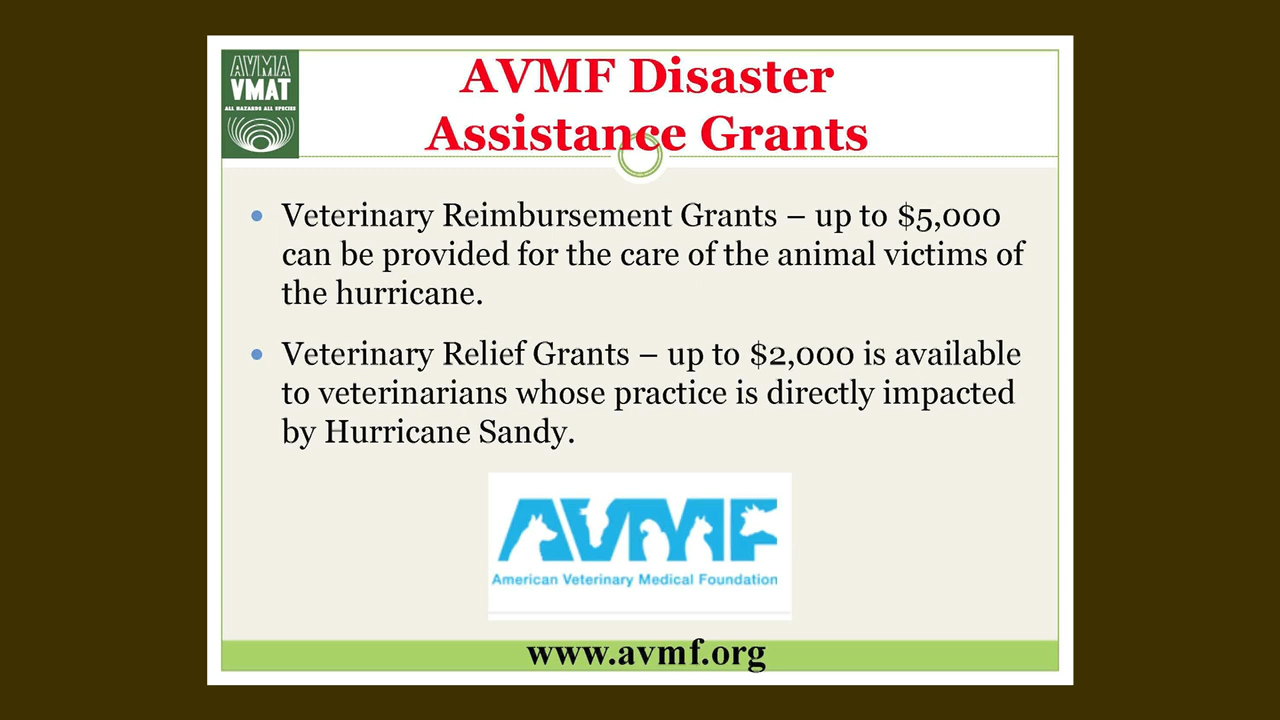 AVMA
VMAT
ALL HAZARDS ALL SPECIES
AVMF Disaster
Assistance Grants
• Veterinary Reimbursement Grants – up to $5,000
can be provided for the care of the animal victims of
the hurricane.
• Veterinary Relief Grants – up to $2,000 is available
to veterinarians whose practice is directly impacted
by Hurricane Sandy.
AVMF
American Veterinary Medical Foundation
www.avmf.org